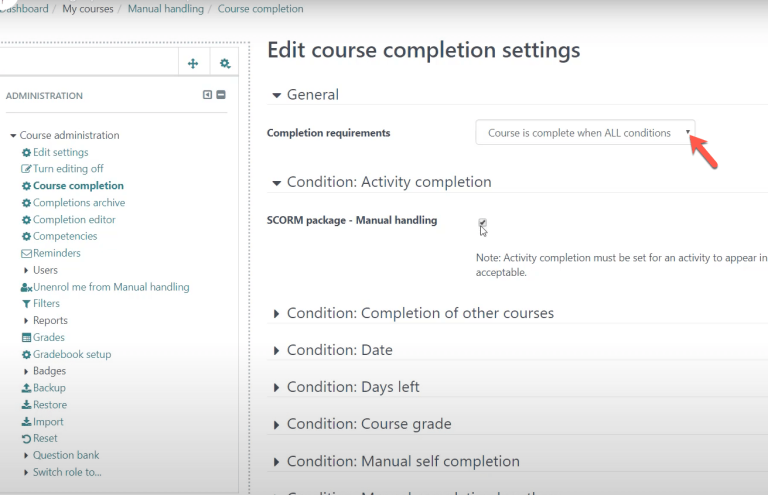 Dashboard / My courses / Manual handling / Course completion
Edit course completion settings
ADMINISTRATION
Course administration
Edit settings
Turn editing off
Course completion
Completions archive
Completion editor
Competencies
Reminders
Users
Unenrol me from Manual handling
Filters
Reports
Grades
Gradebook setup
Badges
Backup
Restore
Import
Reset
Question bank
Switch role to...
General
Completion requirements
Course is complete when ALL conditions
Condition: Activity completion
SCORM package - Manual handling
Note: Activity completion must be set for an activity to appear in
acceptable.
Condition: Completion of other courses
Condition: Date
Condition: Days left
Condition: Course grade
Condition: Manual self completion